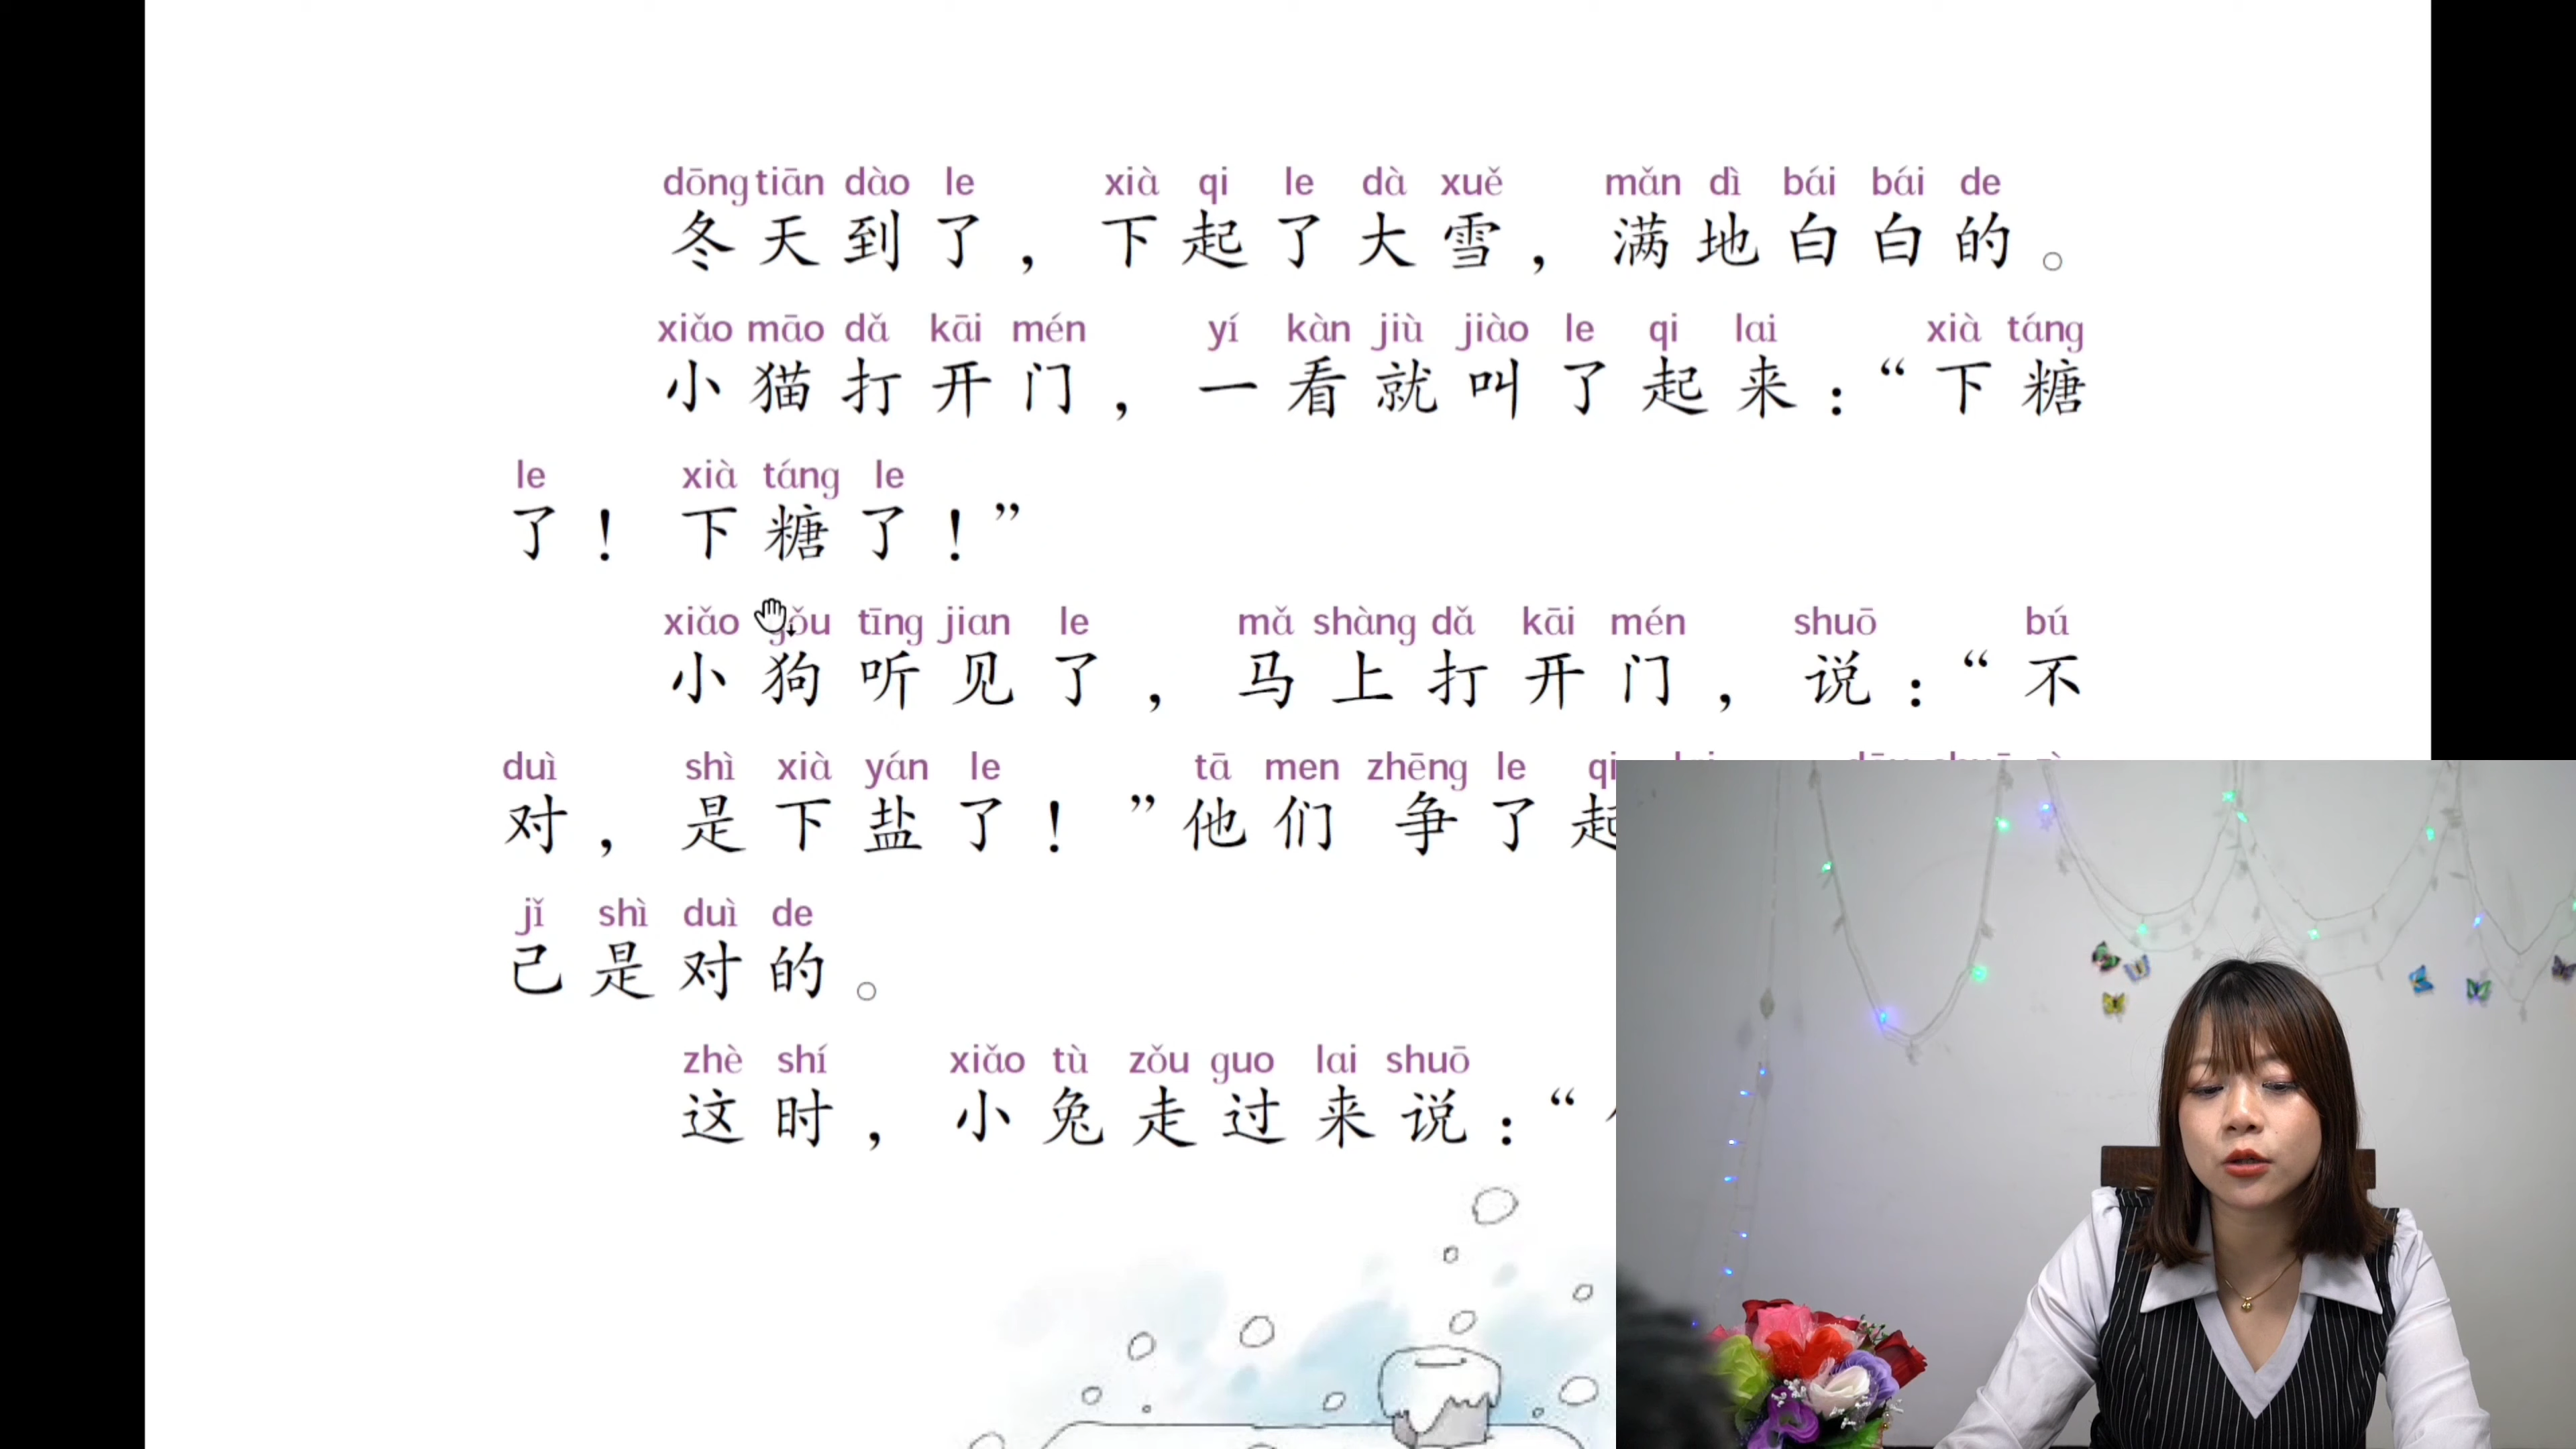 dōng tiān dào le xià qi le dà xuě mǎn dì bái bái de
冬天到了，下起了大雪，满地白白的。
xiǎo māo dǎ kāi mén yí kàn jiù jiào le qi lai xià táng
小猫打开门，一看就叫了起来：“下糖
le xià táng le
了！下糖了！”
xiǎo gǒu tīng jian le mǎ shàng dǎ kāi mén shuō bú
小狗听见了，马上打开门，说：“不
duì shì xià yán le tā men zhēng le qi
对，是下盐了！”他们争了起
jǐ shì duì de
己是对的。
zhè shí xiǎo tù zǒu guo lai shuō
这时，小兔走过来说：“